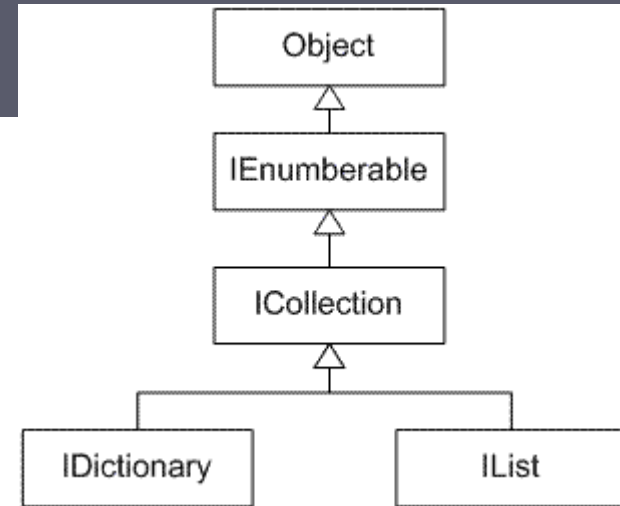 Object
IEnumberable
ICollection
IDictionary
IList